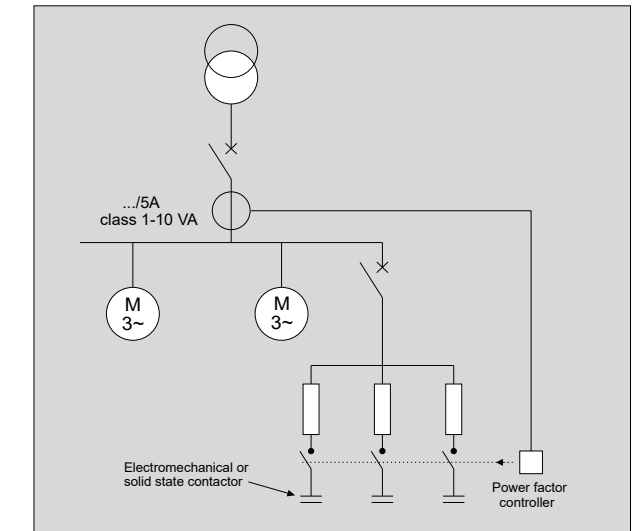 .../5A
class 1-10 VA
M
3~
M
3~
Electromechanical or
solid state contactor
Power factor
controller